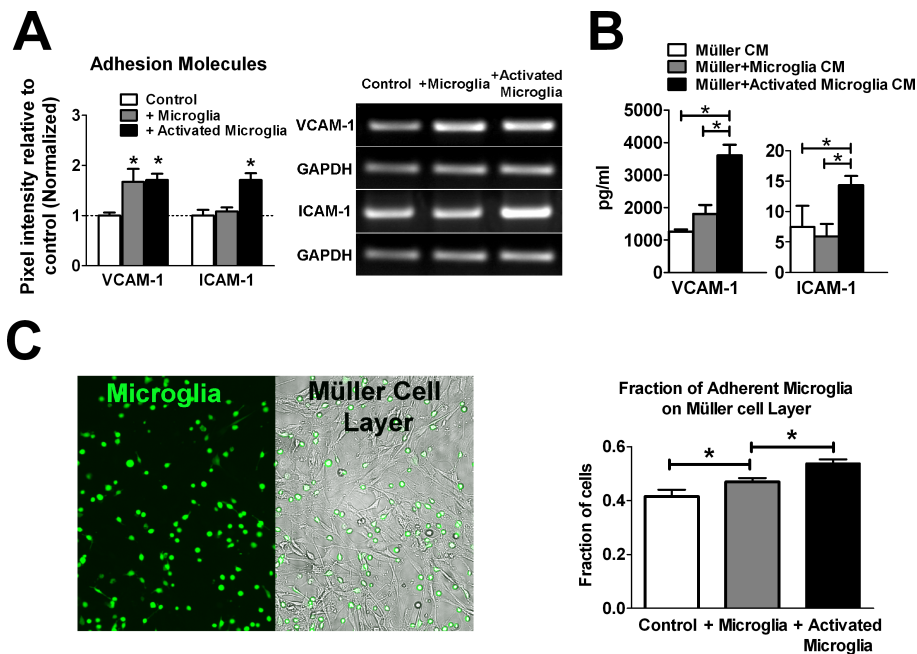 A
Adhesion Molecules
Control
+ Microglia
+ Activated Microglia
Pixel intensity relative to
control (Normalized)
3
2
1
0
*
*
*
VCAM-1
ICAM-1
Control
+Microglia
+Activated
Microglia
VCAM-1
GAPDH
ICAM-1
GAPDH
B
Müller CM
Müller+Microglia CM
Müller+Activated Microglia CM
pg/ml
5000
4000
3000
2000
1000
0
*
*
VCAM-1
20
15
10
5
0
*
*
ICAM-1
C
Microglia
Müller Cell
Layer
Fraction of Adherent Microglia
on Müller cell Layer
Fraction of cells
0.6
0.4
0.2
0.0
*
*
Control
+ Microglia
+ Activated
Microglia